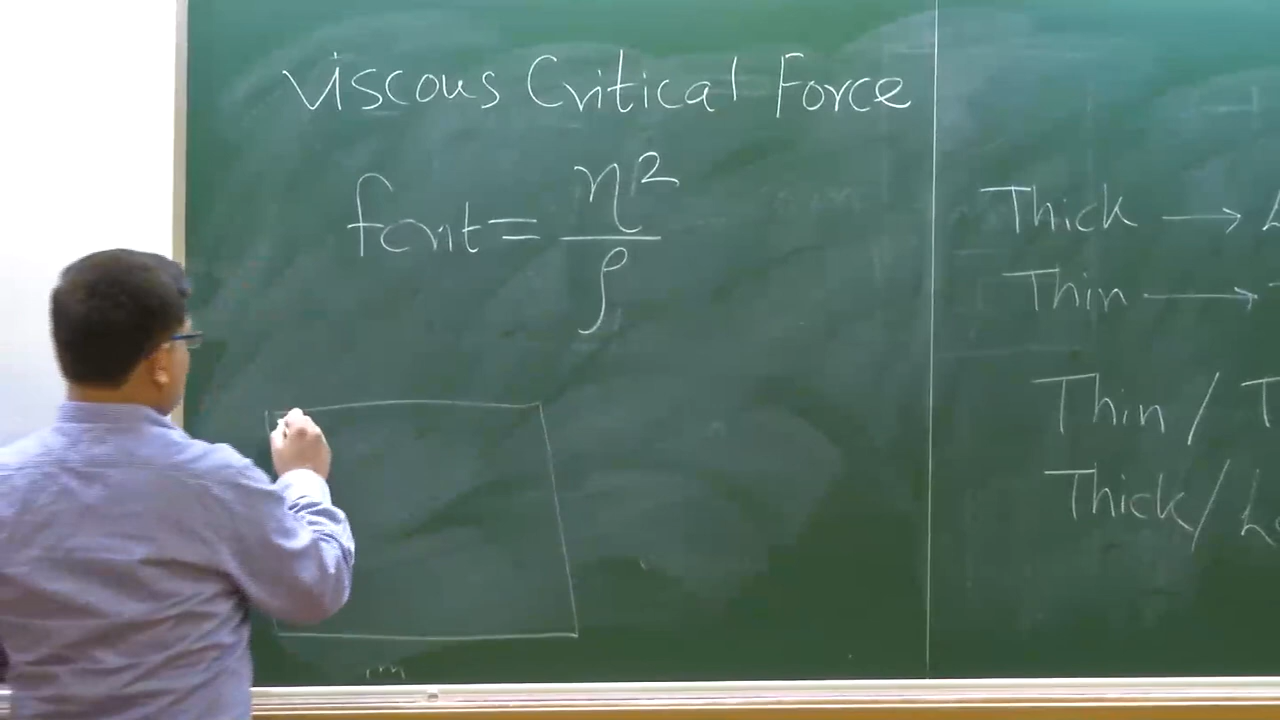 Viscous Critical Force
fcrit = η²/ρ
Thick →
Thin →
Thin /
Thick /